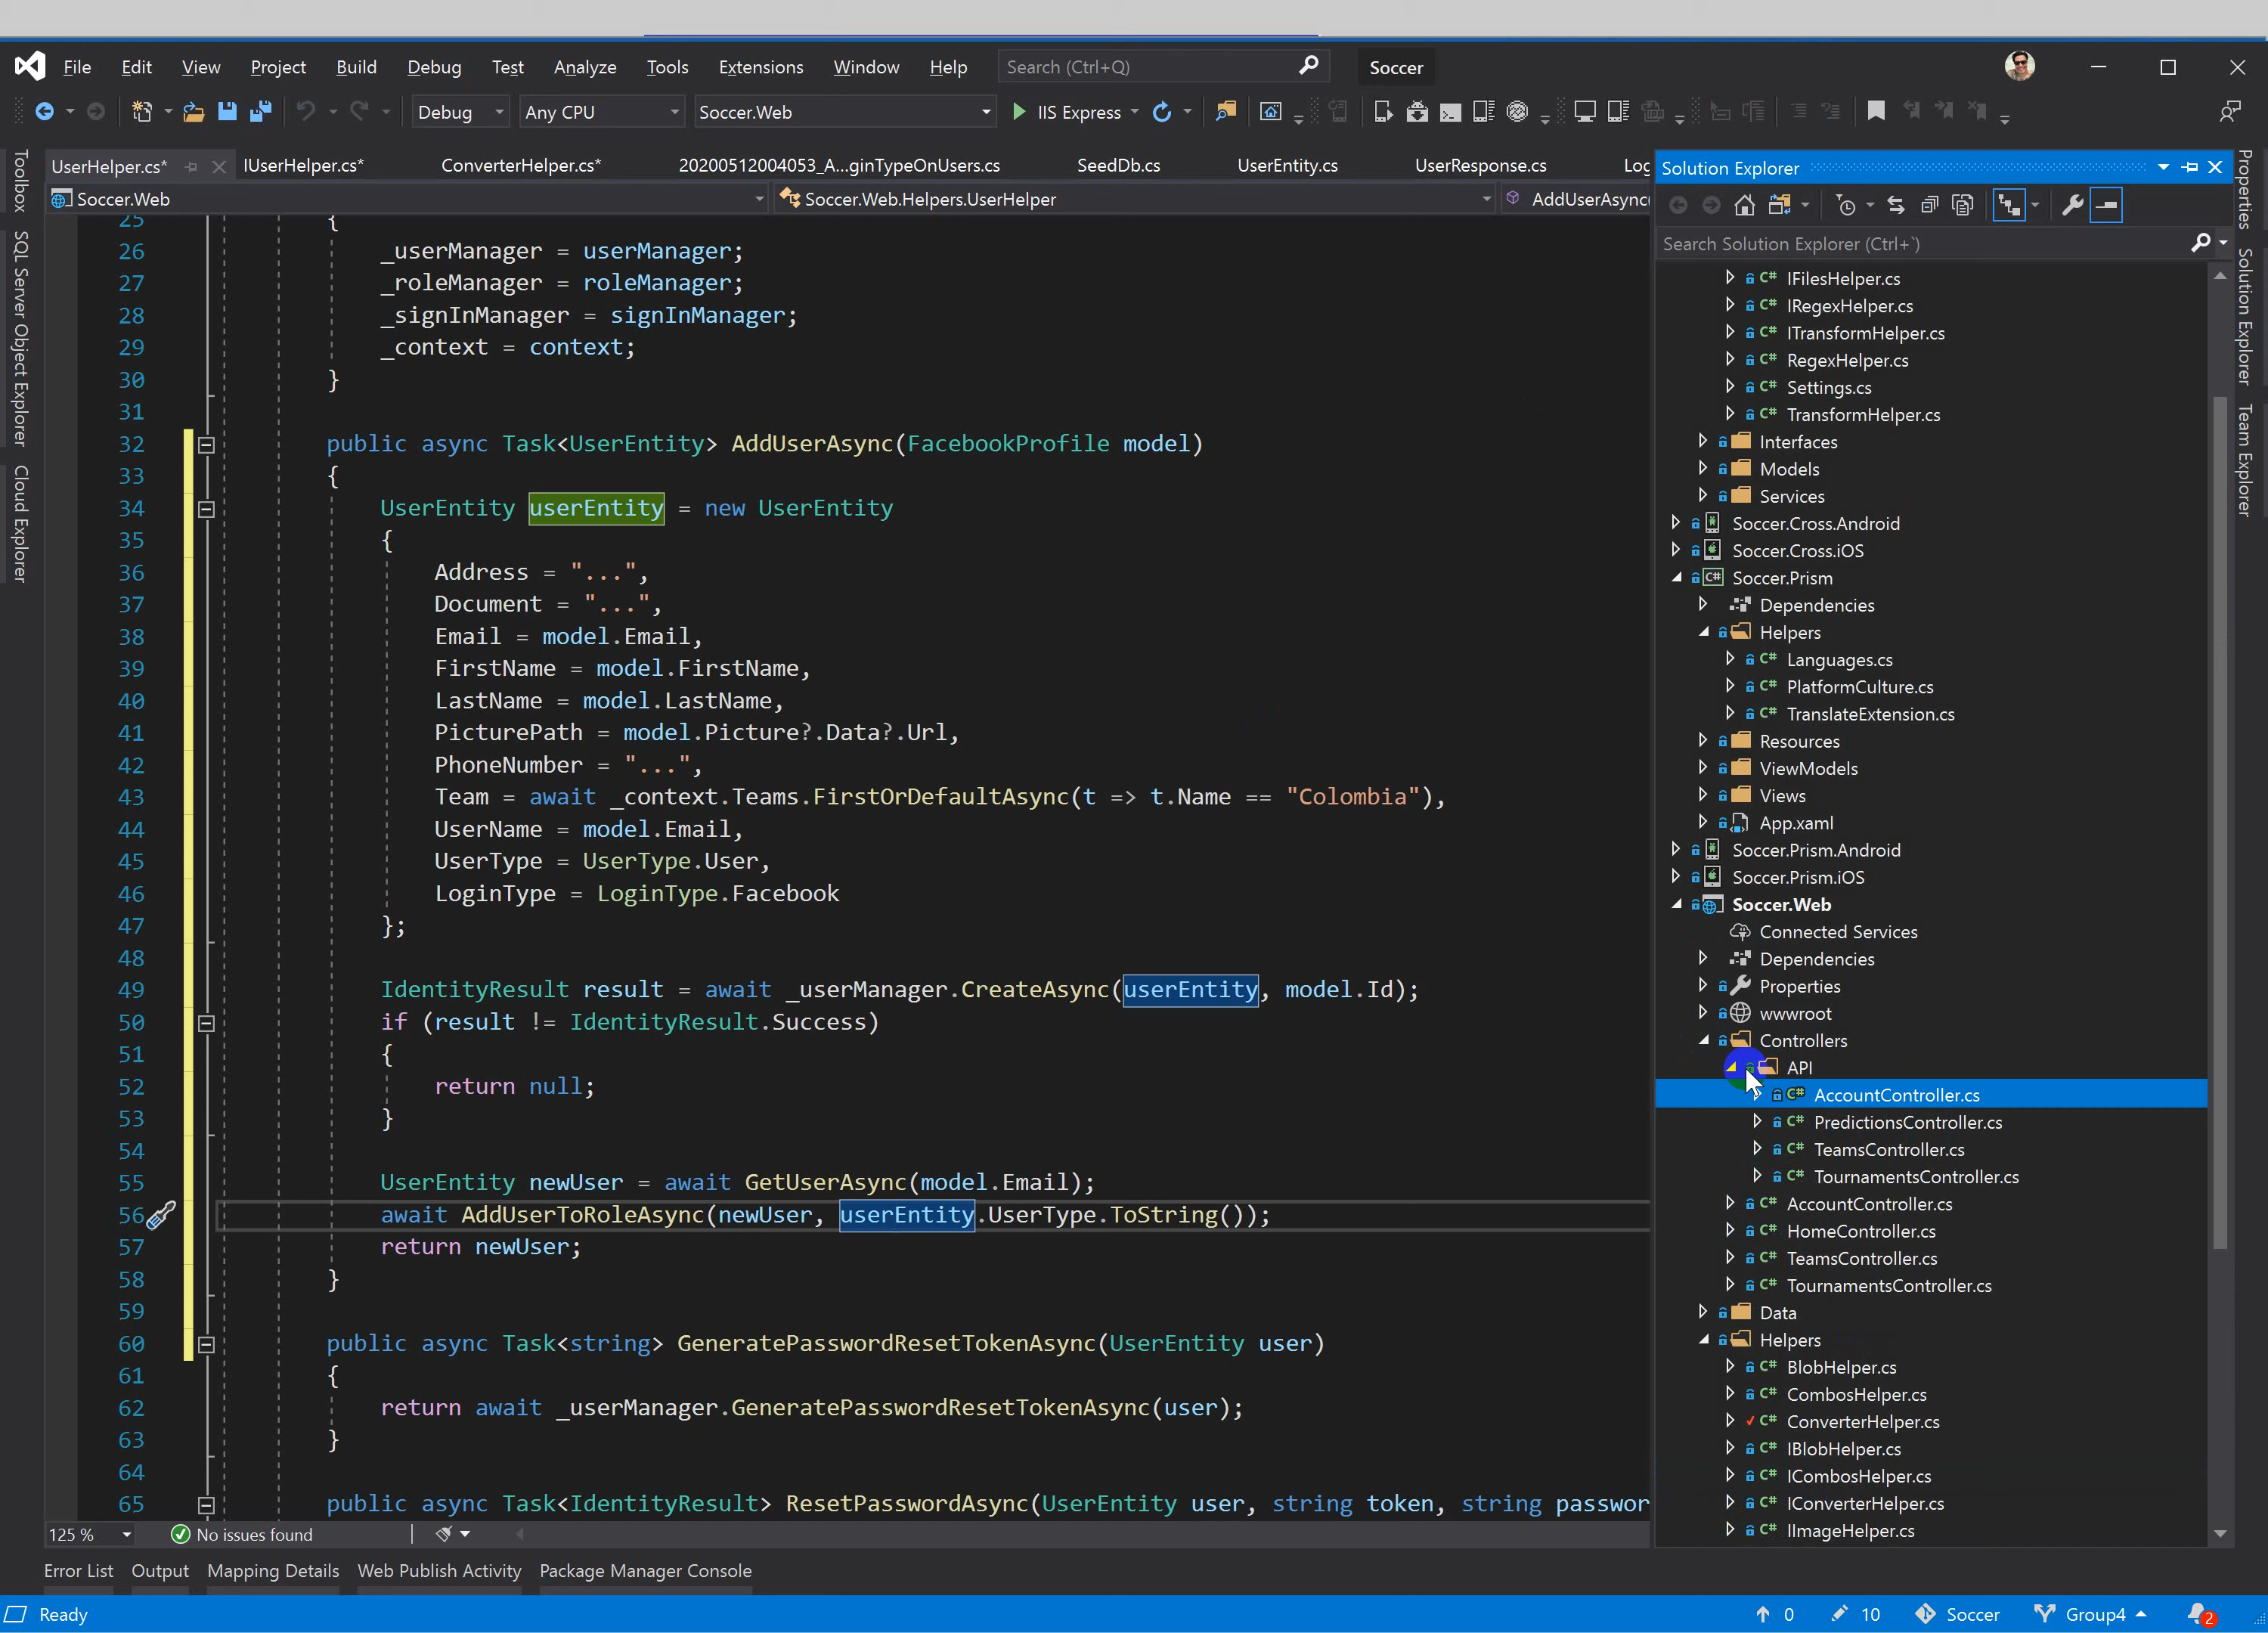 File Edit View Project Build Debug Test Analyze Tools Extensions Window Help Search (Ctrl+Q) Soccer
Debug Any CPU Soccer.Web IIS Express
UserHelper.cs* IUserHelper.cs* ConverterHelper.cs* 20200512004053_A...ginTypeOnUsers.cs SeedDb.cs UserEntity.cs UserResponse.cs Log
Soccer.Web Soccer.Web.Helpers.UserHelper AddUserAsync(
Toolbox
SQL Server Object Explorer
Cloud Explorer
25 {
26 _userManager = userManager;
27 _roleManager = roleManager;
28 _signInManager = signInManager;
29 _context = context;
30 }
31
32 public async Task<UserEntity> AddUserAsync(FacebookProfile model)
33 {
34 UserEntity userEntity = new UserEntity
35 {
36 Address = "...",
37 Document = "...",
38 Email = model.Email,
39 FirstName = model.FirstName,
40 LastName = model.LastName,
41 PicturePath = model.Picture?.Data?.Url,
42 PhoneNumber = "...",
43 Team = await _context.Teams.FirstOrDefaultAsync(t => t.Name == "Colombia"),
44 UserName = model.Email,
45 UserType = UserType.User,
46 LoginType = LoginType.Facebook
47 };
48
49 IdentityResult result = await _userManager.CreateAsync(userEntity, model.Id);
50 if (result != IdentityResult.Success)
51 {
52 return null;
53 }
54
55 UserEntity newUser = await GetUserAsync(model.Email);
56 await AddUserToRoleAsync(newUser, userEntity.UserType.ToString());
57 return newUser;
58 }
59
60 public async Task<string> GeneratePasswordResetTokenAsync(UserEntity user)
61 {
62 return await _userManager.GeneratePasswordResetTokenAsync(user);
63 }
64
65 public async Task<IdentityResult> ResetPasswordAsync(UserEntity user, string token, string passwor
125 % No issues found
Solution Explorer
Search Solution Explorer (Ctrl+`)
C# IFilesHelper.cs
C# IRegexHelper.cs
C# ITransformHelper.cs
C# RegexHelper.cs
C# Settings.cs
C# TransformHelper.cs
Interfaces
Models
Services
Soccer.Cross.Android
Soccer.Cross.iOS
C# Soccer.Prism
Dependencies
Helpers
C# Languages.cs
C# PlatformCulture.cs
C# TranslateExtension.cs
Resources
ViewModels
Views
App.xaml
Soccer.Prism.Android
Soccer.Prism.iOS
Soccer.Web
Connected Services
Dependencies
Properties
wwwroot
Controllers
API
C# AccountController.cs
C# PredictionsController.cs
C# TeamsController.cs
C# TournamentsController.cs
C# AccountController.cs
C# HomeController.cs
C# TeamsController.cs
C# TournamentsController.cs
Data
Helpers
C# BlobHelper.cs
C# CombosHelper.cs
C# ConverterHelper.cs
C# IBlobHelper.cs
C# ICombosHelper.cs
C# IConverterHelper.cs
C# IImageHelper.cs
Properties
Solution Explorer
Team Explorer
Error List Output Mapping Details Web Publish Activity Package Manager Console
Ready 0 10 Soccer Group4 2